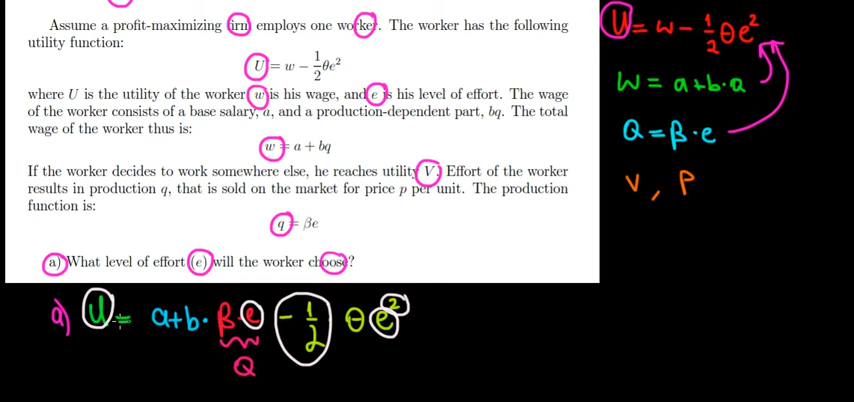 Assume a profit-maximizing firm employs one worker. The worker has the following
utility function:
U = w − 1/2 θe²
where U is the utility of the worker, w is his wage, and e is his level of effort. The wage
of the worker consists of a base salary, a, and a production-dependent part, bq. The total
wage of the worker thus is:
w = a + bq
If the worker decides to work somewhere else, he reaches utility V. Effort of the worker
results in production q, that is sold on the market for price p per unit. The production
function is:
q = βe
a) What level of effort (e) will the worker choose?
U = w − 1/2 θe²
W = a+b·a
Q = β·e
V, P
a) U = a+b·β·e − 1/2 θe²
Q